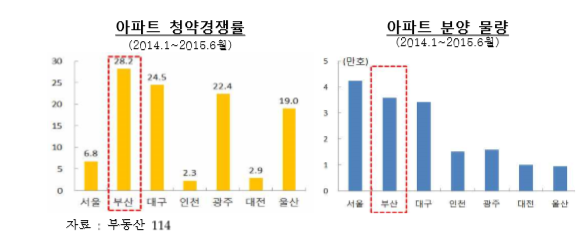 아파트 청약경쟁률
(2014.1~2015.6월)
30
25
20
15
10
5
0
6.8
28.2
24.5
2.3
22.4
2.9
19.0
서울 부산 대구 인천 광주 대전 울산
자료 : 부동산 114
아파트 분양 물량
(2014.1~2015.6월)
(만호)
5
4
3
2
1
0
서울 부산 대구 인천 광주 대전 울산